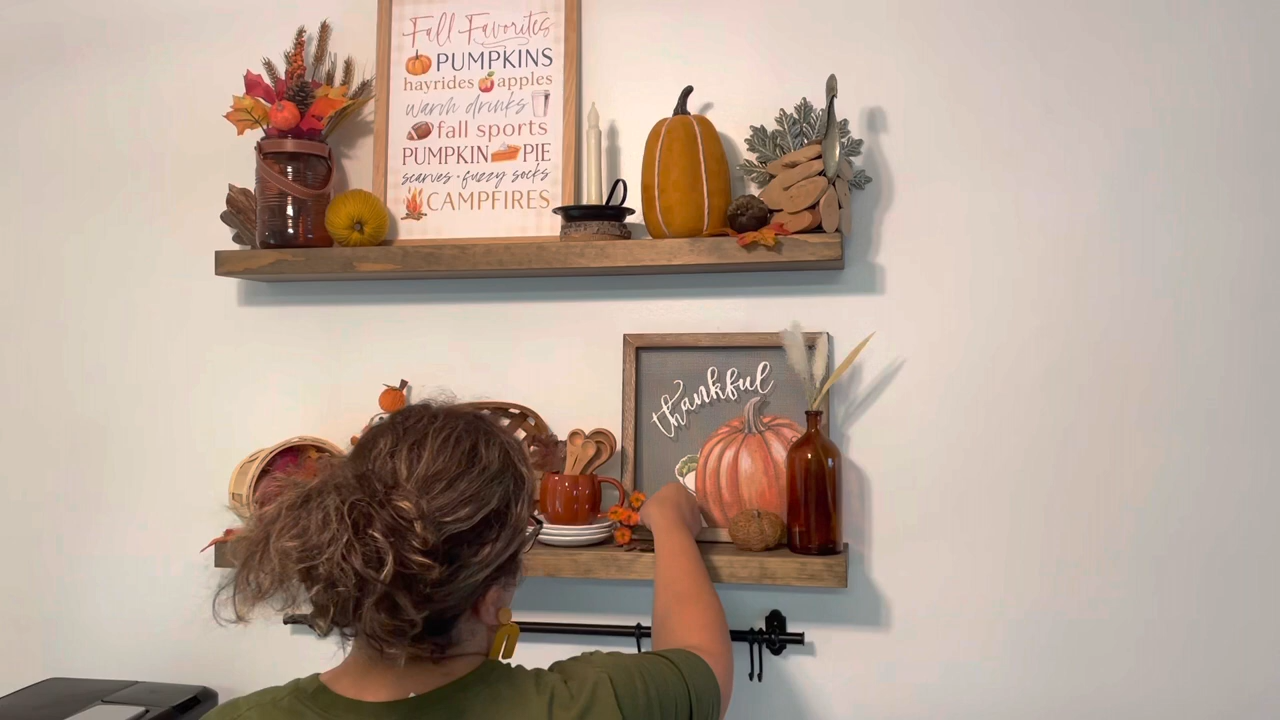 Fall Favorites
PUMPKINS
hayrides apples
warm drinks
fall sports
PUMPKIN PIE
scarves · fuzzy socks
CAMPFIRES
thankful